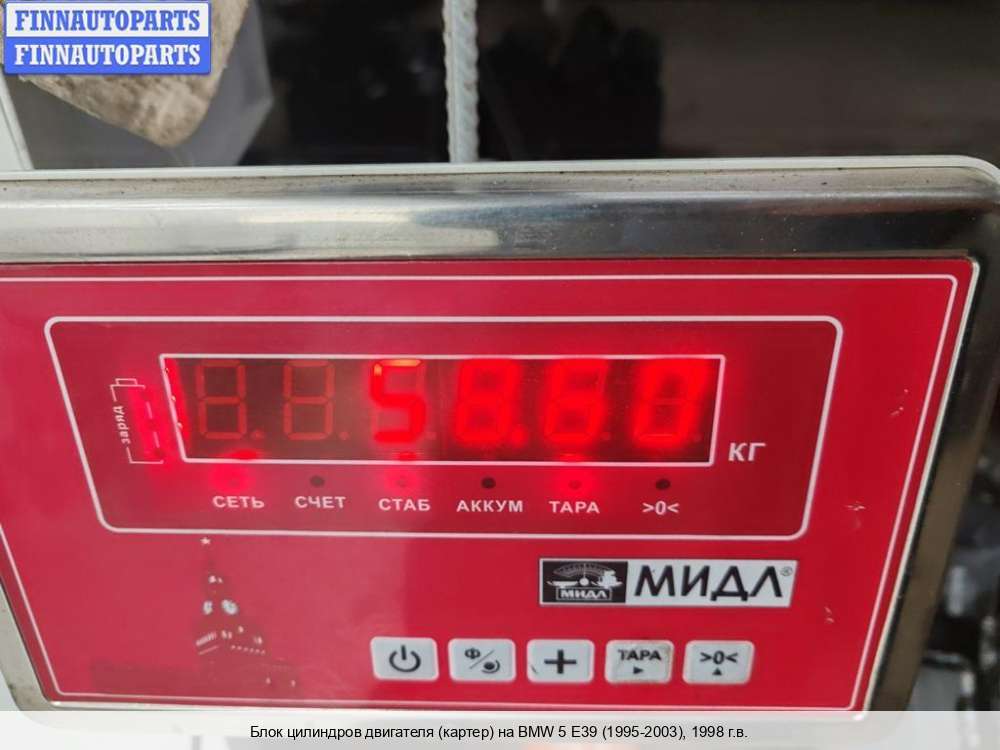 FINNAUTOPARTS
FINNAUTOPARTS
заряд
58.60
КГ
СЕТЬ СЧЕТ СТАБ АККУМ ТАРА >0<
МИДЛ МИДЛ®
Ф/ + ТАРА >0<
Блок цилиндров двигателя (картер) на BMW 5 E39 (1995-2003), 1998 г.в.